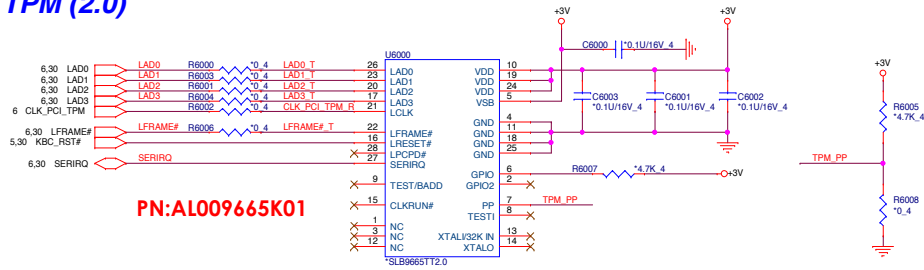 TPM (2.0)
+3V
+3V
C6000 *0.1U/16V_4
U6000
6,30 LAD0 LAD0 R6000 *0_4 LAD0_T 26 LAD0 VDD 10
6,30 LAD1 LAD1 R6003 *0_4 LAD1_T 23 LAD1 VDD 19
6,30 LAD2 LAD2 R6001 *0_4 LAD2_T 20 LAD2 VDD 24
6,30 LAD3 LAD3 R6004 *0_4 LAD3_T 17 LAD3 VSB 5
6 CLK_PCI_TPM R6002 *0_4 CLK_PCI_TPM_R 21 LCLK
C6003 *0.1U/16V_4
C6001 *0.1U/16V_4
C6002 *0.1U/16V_4
+3V
R6005 *4.7K_4
6,30 LFRAME# LFRAME# R6006 *0_4 LFRAME#_T 22 LFRAME# GND 4
5,30 KBC_RST# 16 LRESET# GND 11
28 LPCPD# GND 18
6,30 SERIRQ SERIRQ 27 SERIRQ GND 25
9 TEST/BADD GPIO 6 R6007 *4.7K_4 +3V
GPIO2 2
TPM_PP
PN:AL009665K01
15 CLKRUN# PP 7 TPM_PP
TESTI 8
R6008 *0_4
1 NC
3 NC XTALI/32K IN 13
12 NC XTALO 14
*SLB9665TT2.0